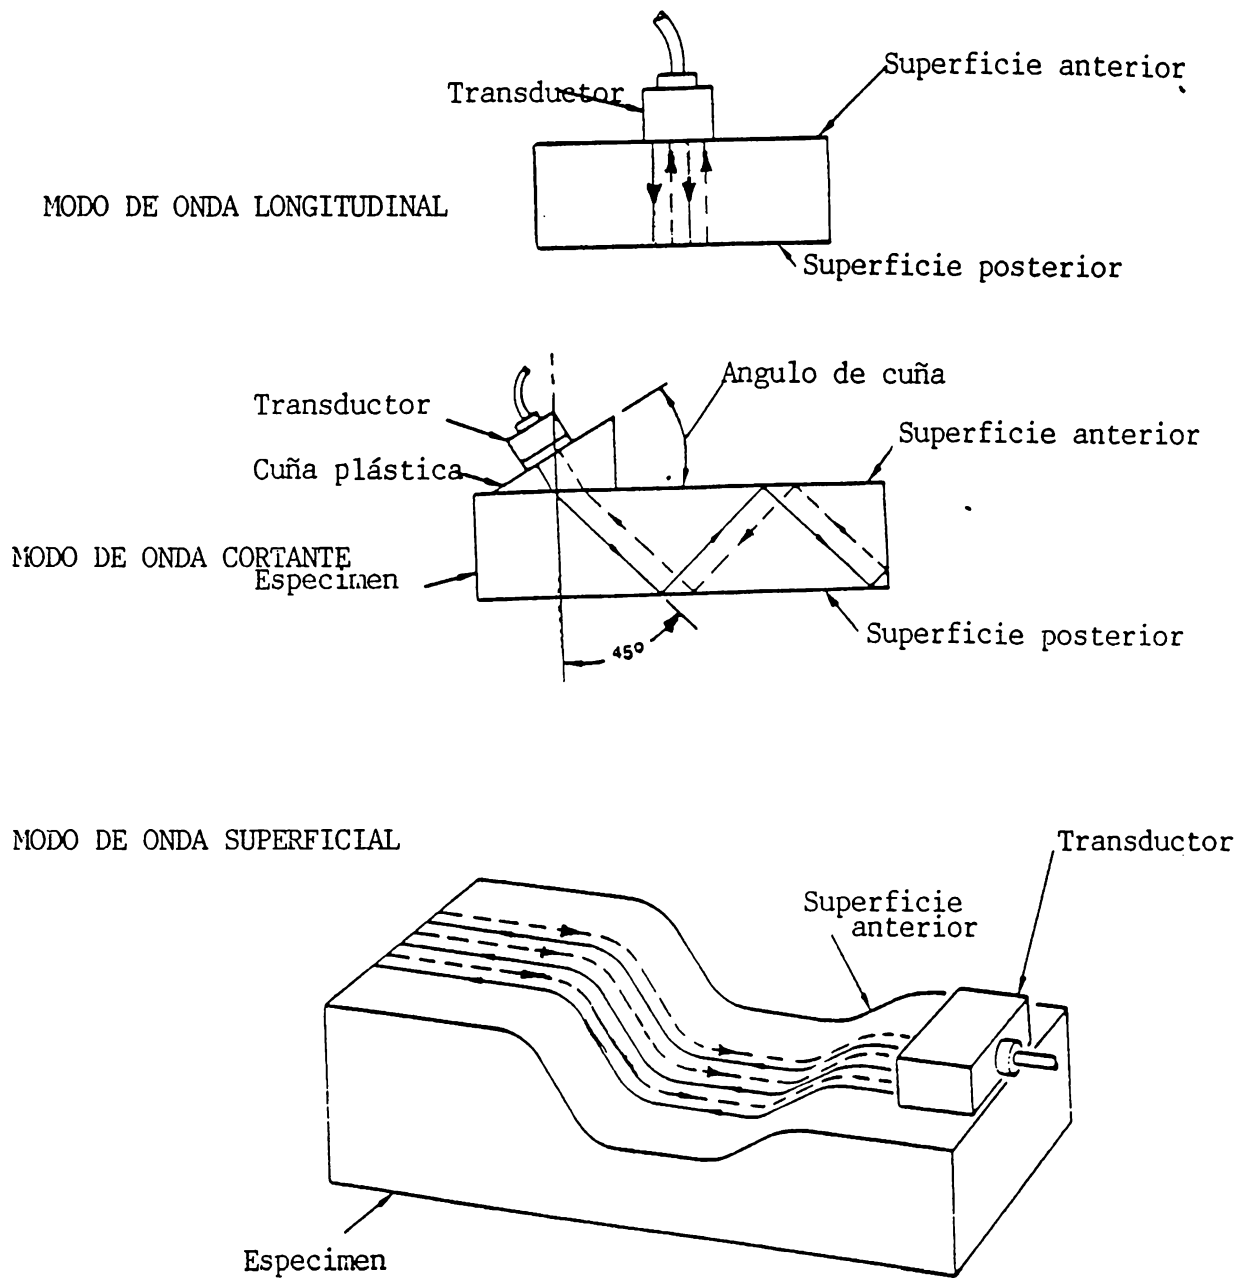 Superficie anterior
Transductor
MODO DE ONDA LONGITUDINAL
Superficie posterior
Angulo de cuña
Transductor
Superficie anterior
Cuña plástica
MODO DE ONDA CORTANTE
Especimen
Superficie posterior
45º
MODO DE ONDA SUPERFICIAL
Transductor
Superficie
anterior
Especimen